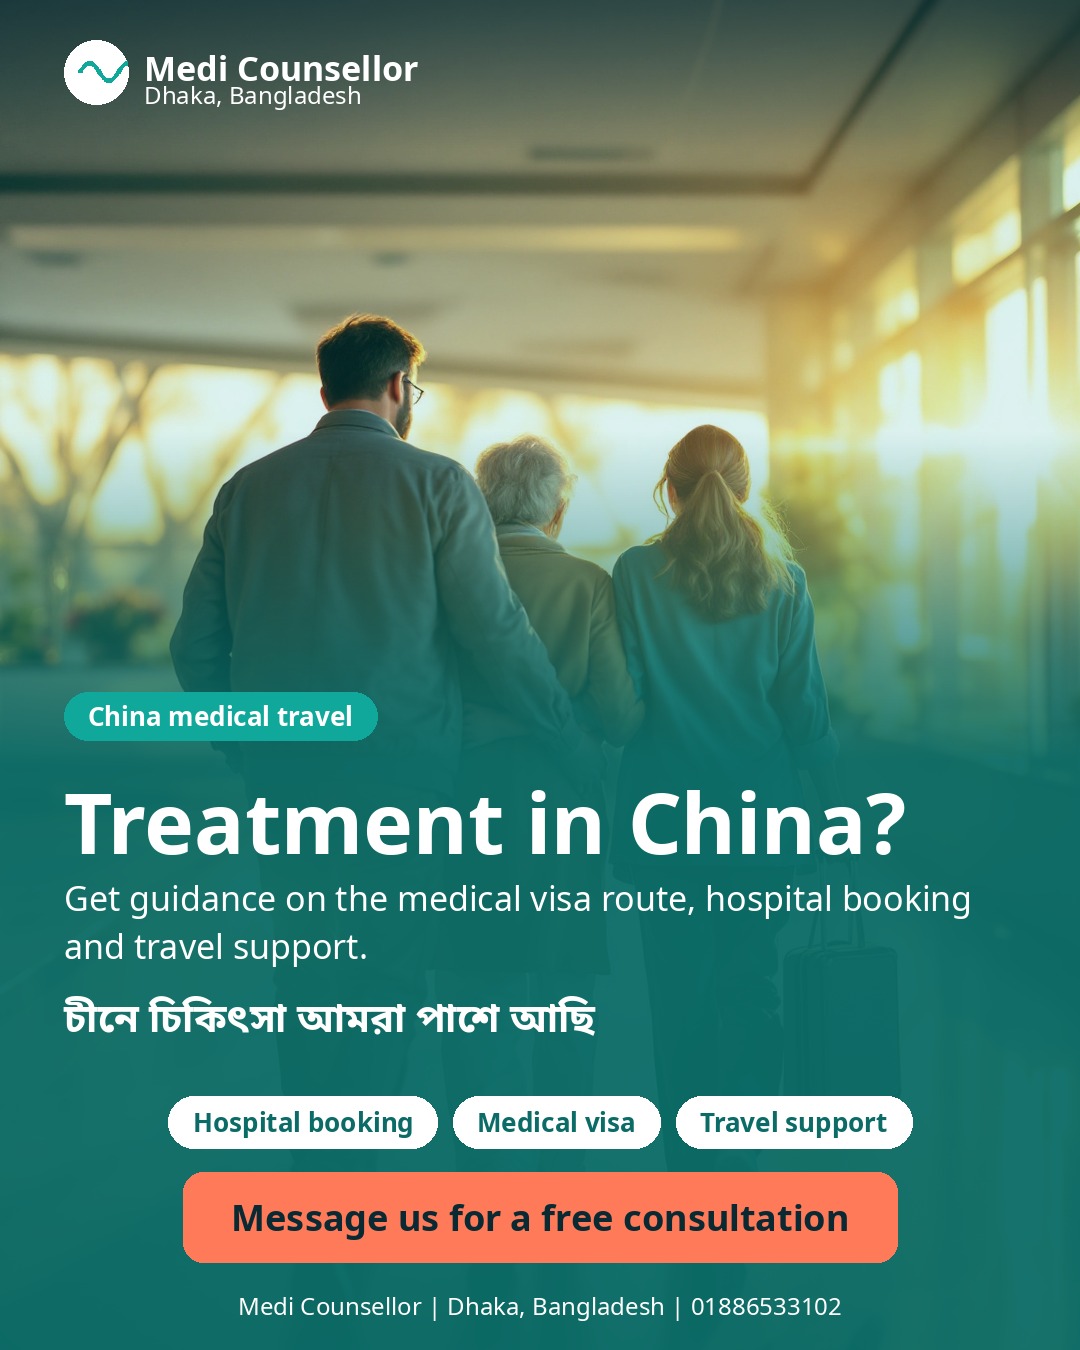 Medi Counsellor
Dhaka, Bangladesh
China medical travel
Treatment in China?
Get guidance on the medical visa route, hospital booking
and travel support.
চীনে চিকিৎসা আমরা পাশে আছি
Hospital booking
Medical visa
Travel support
Message us for a free consultation
Medi Counsellor | Dhaka, Bangladesh | 01886533102